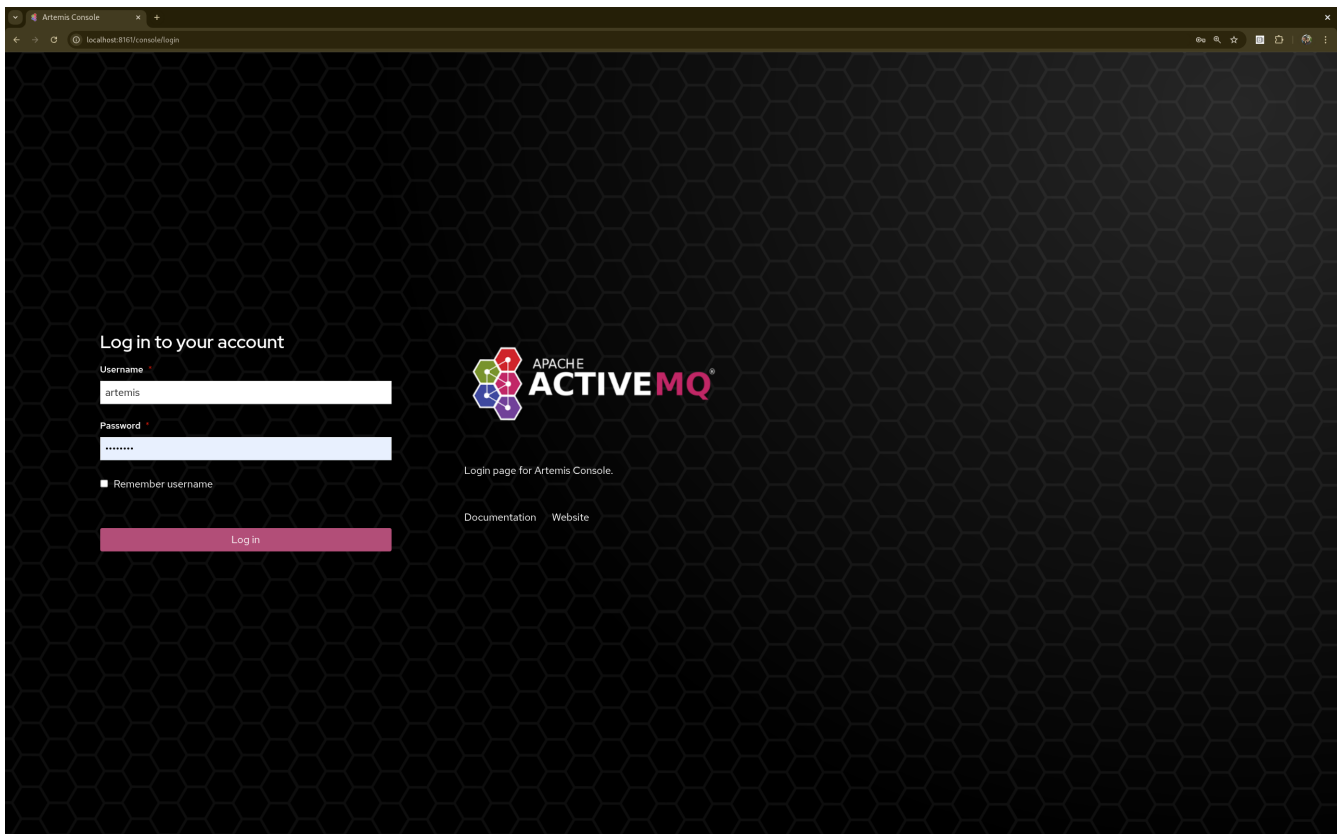 Artemis Console
localhost:8161/console/login
Log in to your account
Username *
artemis
Password *
••••••••
Remember username
Log in
APACHE
ACTIVEMQ®
Login page for Artemis Console.
Documentation Website